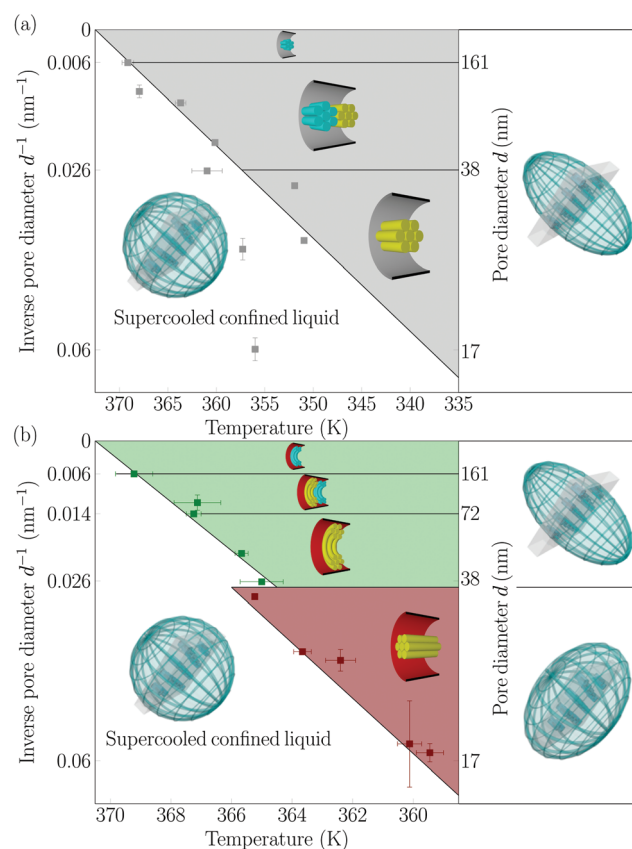 (a)
0
0.006
161
0.026
38
0.06
17
Inverse pore diameter d⁻¹ (nm⁻¹)
Pore diameter d (nm)
Supercooled confined liquid
370 365 360 355 350 345 340 335
Temperature (K)
(b)
0
0.006
161
0.014
72
0.026
38
0.06
17
Inverse pore diameter d⁻¹ (nm⁻¹)
Pore diameter d (nm)
Supercooled confined liquid
370 368 366 364 362 360
Temperature (K)